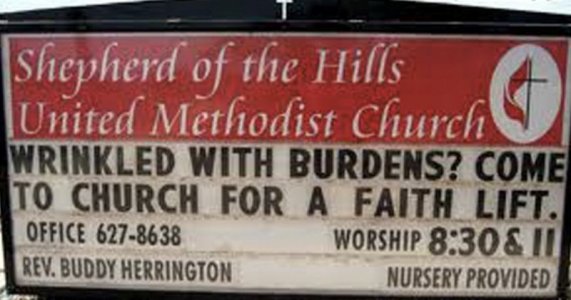 Shepherd of the Hills
United Methodist Church
WRINKLED WITH BURDENS? COME
TO CHURCH FOR A FAITH LIFT.
OFFICE 627-8638 WORSHIP 8:30 & 11
REV. BUDDY HERRINGTON NURSERY PROVIDED